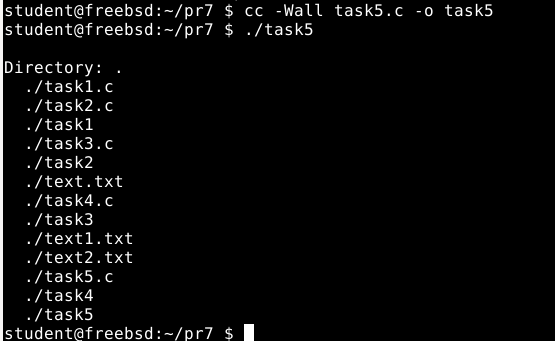 student@freebsd:~/pr7 $ cc -Wall task5.c -o task5
student@freebsd:~/pr7 $ ./task5

Directory: .
  ./task1.c
  ./task2.c
  ./task1
  ./task3.c
  ./task2
  ./text.txt
  ./task4.c
  ./task3
  ./text1.txt
  ./text2.txt
  ./task5.c
  ./task4
  ./task5
student@freebsd:~/pr7 $